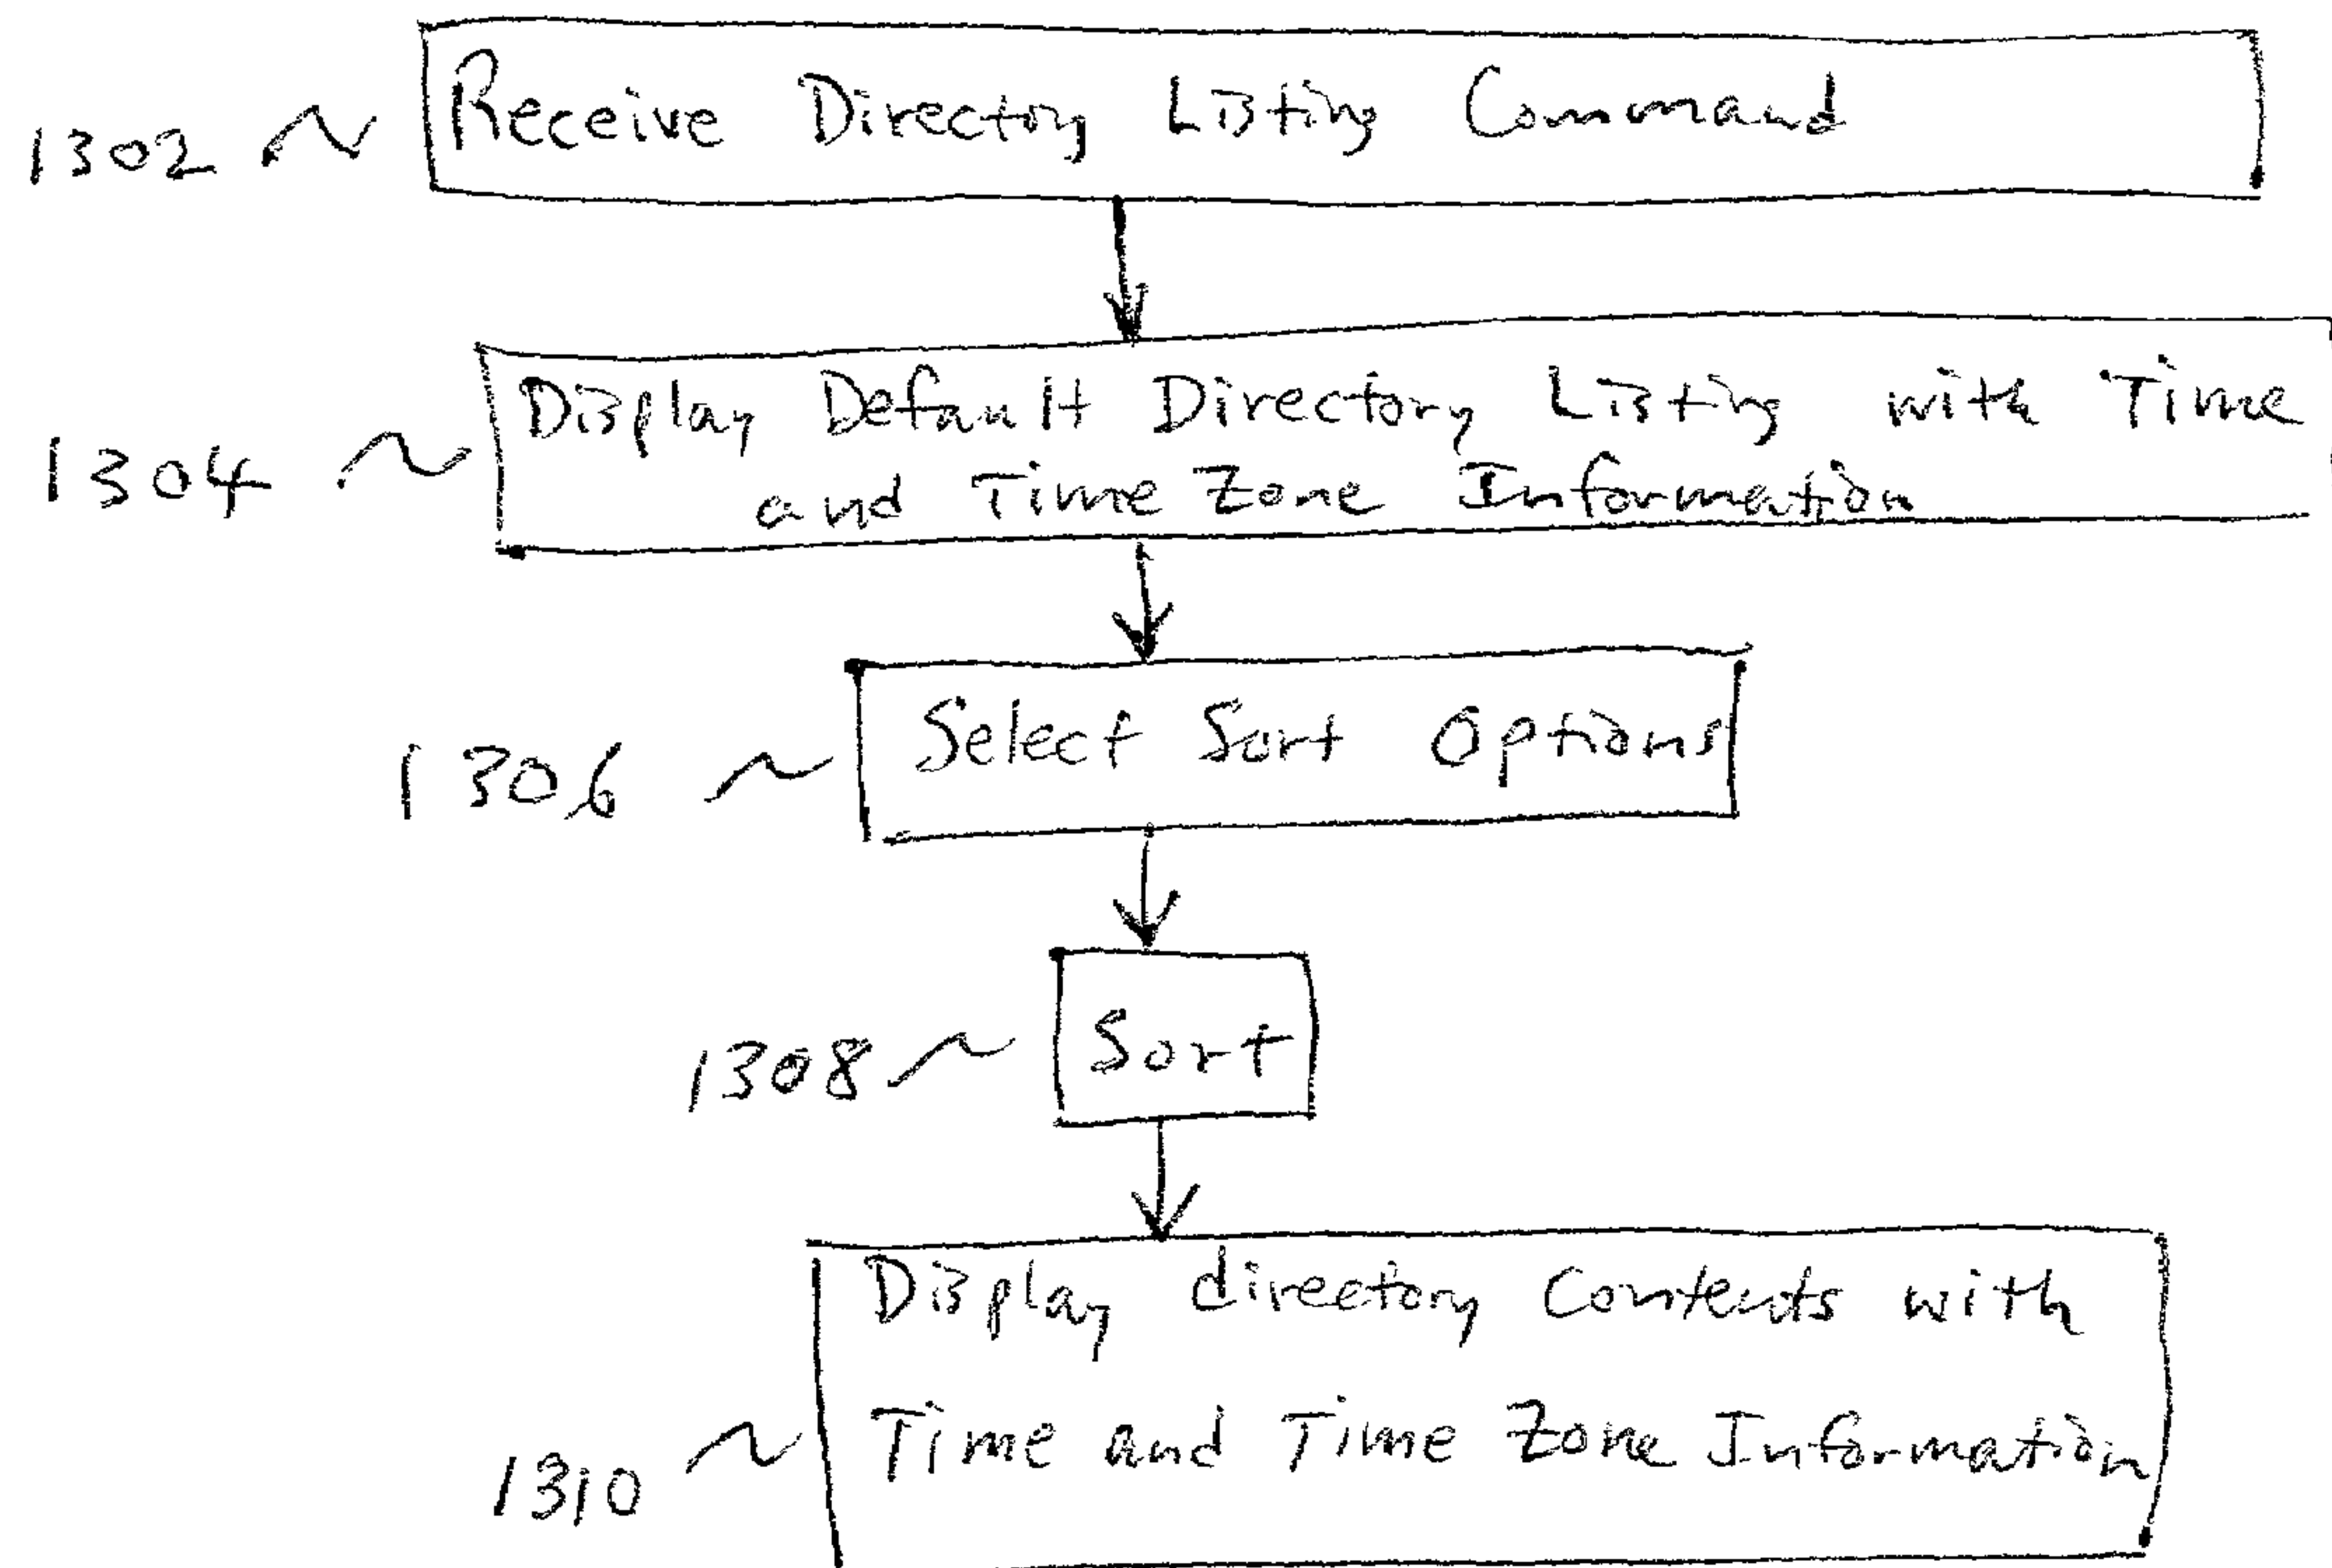 1302 Receive Directory Listing Command
1304 Display Default Directory Listing with Time
and Time Zone Information
1306 Select Sort Options
1308 Sort
Display directory Contents with
1310 Time and Time Zone Information